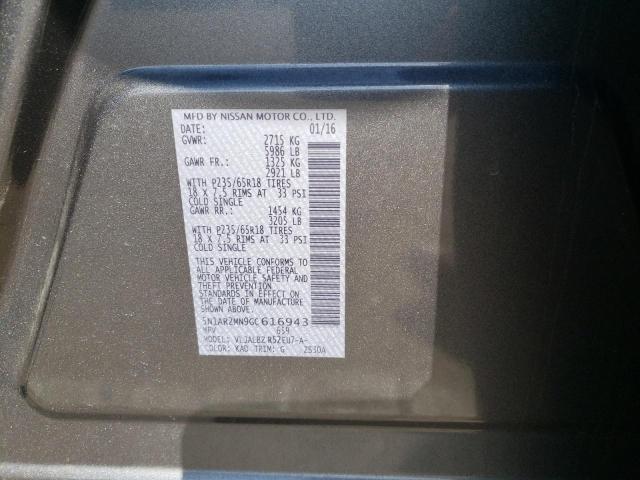 MFD BY NISSAN MOTOR CO., LTD.
DATE: 01/16
GVWR: 2715 KG
5986 LB
GAWR FR.: 1325 KG
2921 LB
WITH P235/65R18 TIRES
18 X 7.5 RIMS AT 33 PSI
COLD SINGLE
GAWR RR.: 1454 KG
3205 LB
WITH P235/65R18 TIRES
18 X 7.5 RIMS AT 33 PSI
COLD SINGLE
THIS VEHICLE CONFORMS TO
ALL APPLICABLE FEDERAL
MOTOR VEHICLE SAFETY AND
THEFT PREVENTION
STANDARDS IN EFFECT ON
THE DATE OF MANUFACTURE
SHOWN ABOVE.
5N1AR2MN9GC616943
MPV 659
MODEL: VLJALBZ R52EU7-A-
COLOR: KAD TRIM: G 2530A